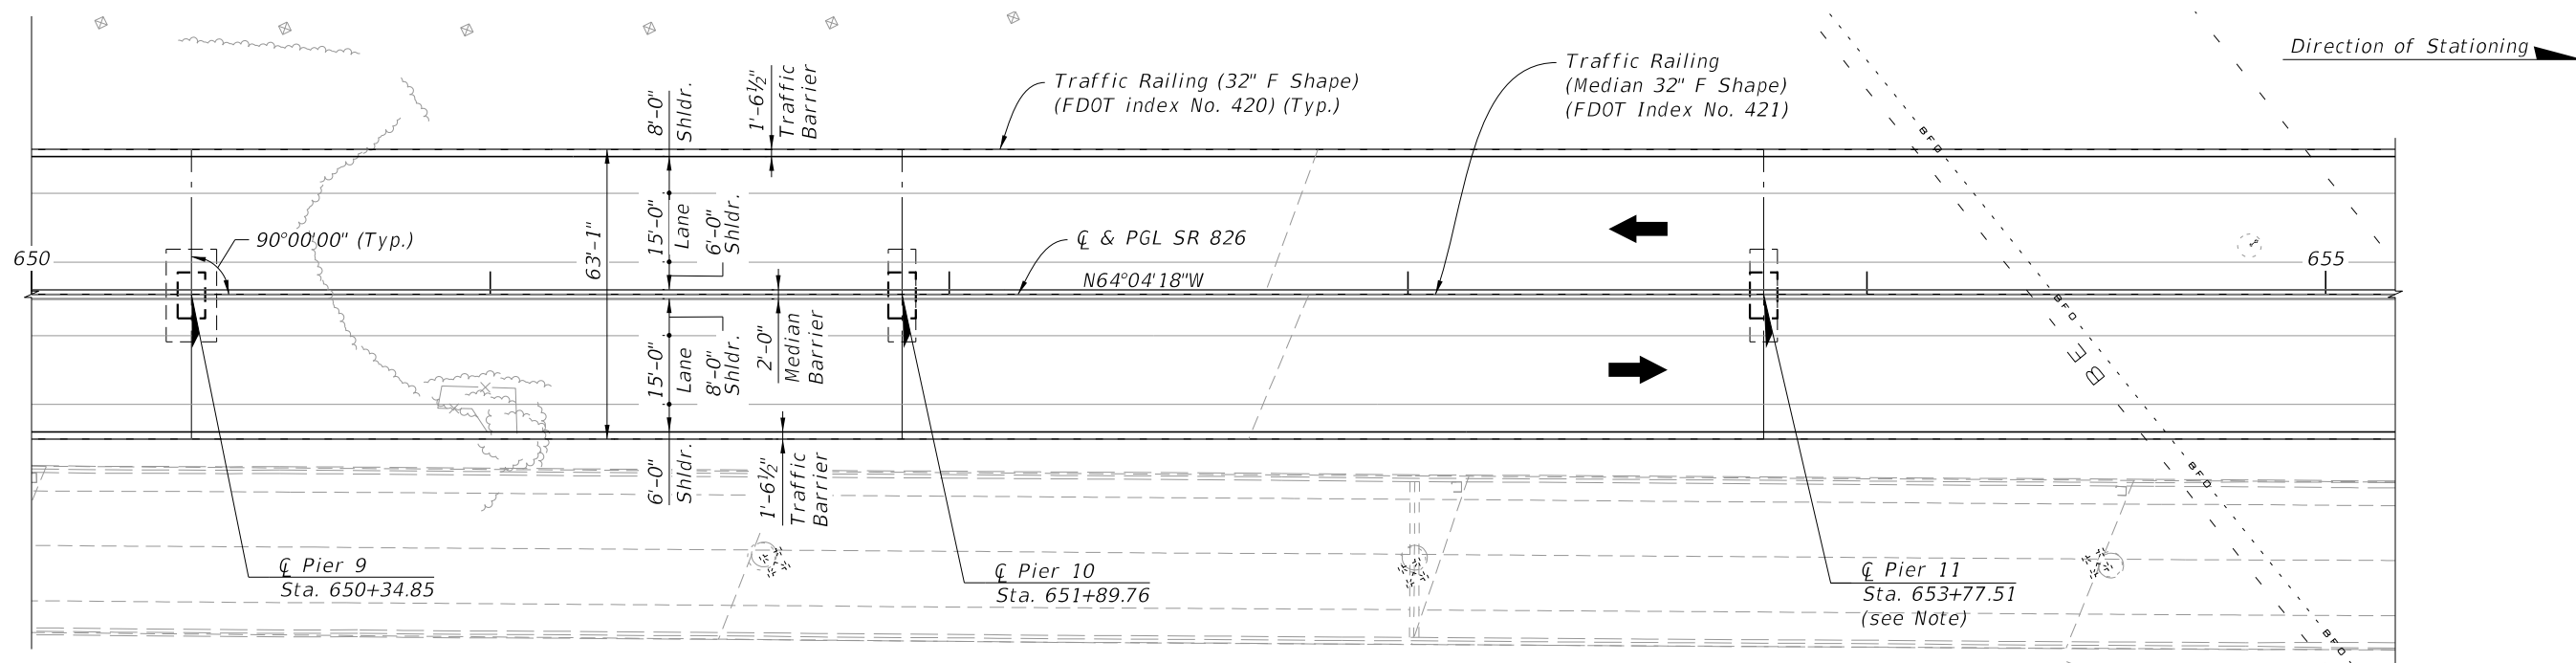 Direction of Stationing
Traffic Railing (32" F Shape)
(FDOT index No. 420) (Typ.)
Traffic Railing
(Median 32" F Shape)
(FDOT Index No. 421)
8'-0"
Shldr.
1'-6½"
Traffic
Barrier
63'-1"
15'-0"
Lane
6'-0"
Shldr.
90°00'00" (Typ.)
℄ & PGL SR 826
N64°04'18"W
650
655
15'-0"
Lane
8'-0"
Shldr.
2'-0"
Median
Barrier
6'-0"
Shldr.
1'-6½"
Traffic
Barrier
BFO
BFO
BFO
BFO
B E
℄ Pier 9
Sta. 650+34.85
℄ Pier 10
Sta. 651+89.76
℄ Pier 11
Sta. 653+77.51
(see Note)